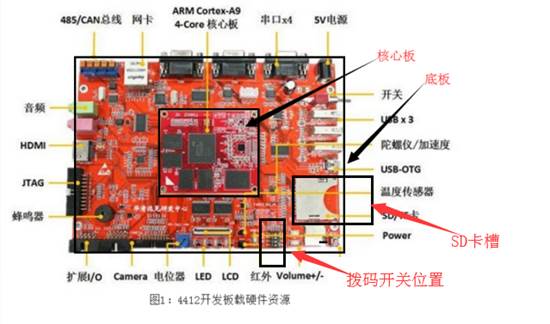 ARM Cortex-A9
485/CAN总线 网卡 4-Core 核心板 串口x4 5V电源
核心板
底板
音频
开关
USB x 3
HDMI
陀螺仪/加速度
USB-OTG
JTAG
温度传感器
SD/
卡
蜂鸣器
SD卡槽
Power
扩展I/O Camera 电位器 LED LCD 红外 Volume+/-
拨码开关位置
图1：4412开发板载硬件资源